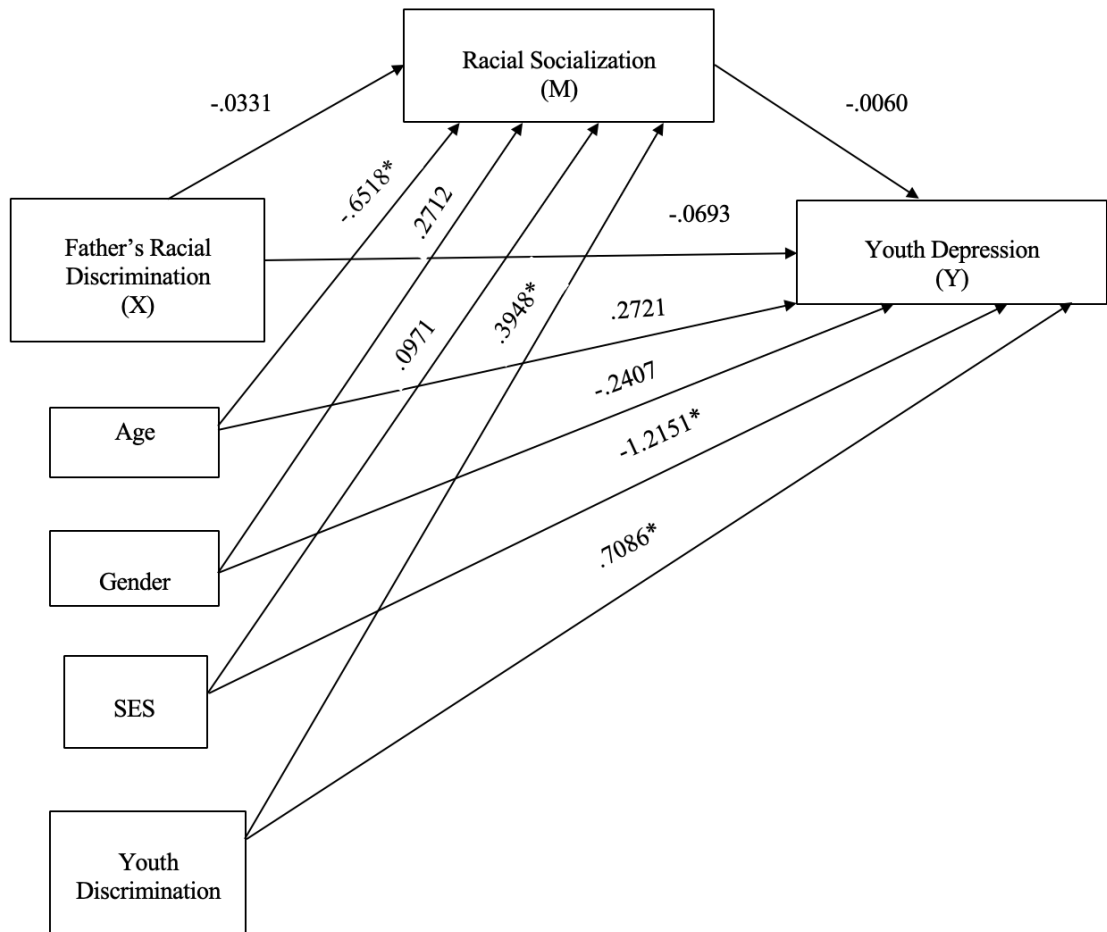 Racial Socialization
(M)
-.0331
-.0060
-.6518*
.2712
-.0693
Father’s Racial
Discrimination
(X)
Youth Depression
(Y)
.0971
.3948*
.2721
-.2407
Age
-1.2151*
.7086*
Gender
SES
Youth
Discrimination